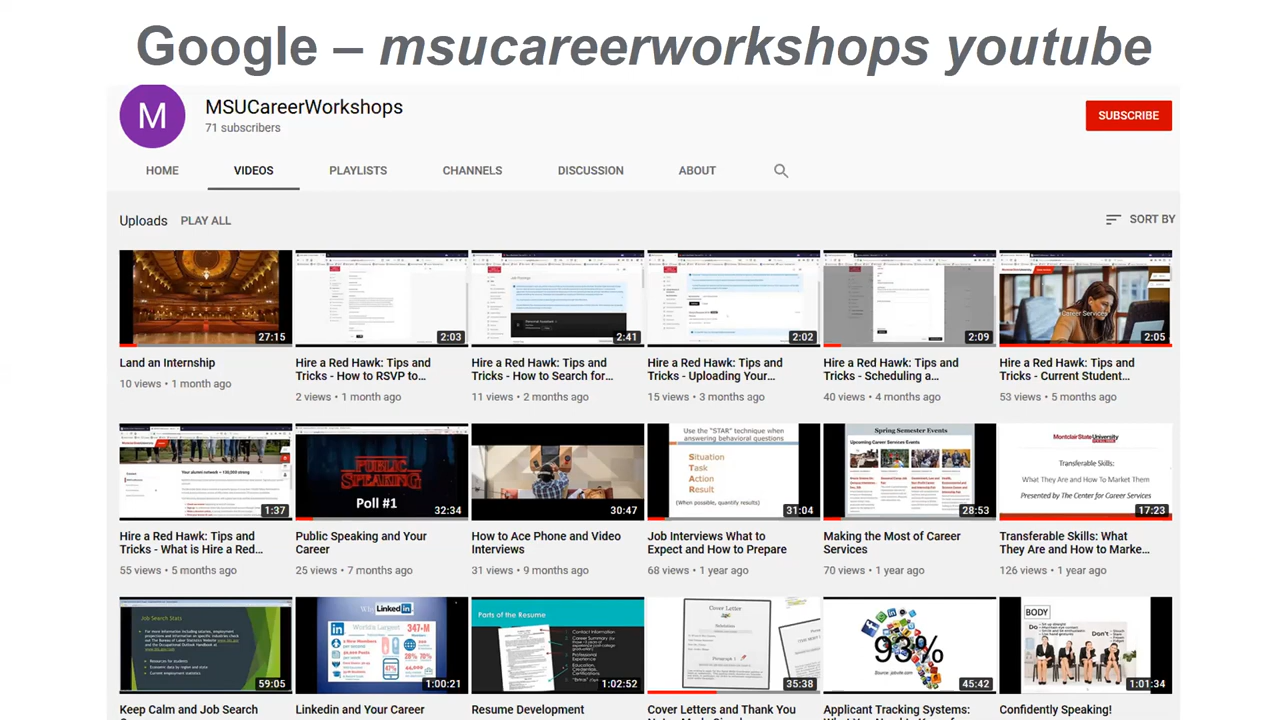 Google – msucareerworkshops youtube
M
MSUCareerWorkshops
71 subscribers
SUBSCRIBE
HOME
VIDEOS
PLAYLISTS
CHANNELS
DISCUSSION
ABOUT
Uploads
PLAY ALL
SORT BY
27:15
2:03
2:41
2:02
2:09
Career Services
2:05
Land an Internship
10 views • 1 month ago
Hire a Red Hawk: Tips and
Tricks - How to RSVP to...
2 views • 1 month ago
Hire a Red Hawk: Tips and
Tricks - How to Search for...
11 views • 2 months ago
Hire a Red Hawk: Tips and
Tricks - Uploading Your...
15 views • 3 months ago
Hire a Red Hawk: Tips and
Tricks - Scheduling a...
40 views • 4 months ago
Hire a Red Hawk: Tips and
Tricks - Current Student...
53 views • 5 months ago
1:37
PUBLIC
SPEAKING
Poll #1
32:34
30:47
Use the "STAR" technique when
answering behavioral questions
Situation
Task
Action
Result
(When possible, quantify results)
31:04
Spring Semester Events
Upcoming Career Services Events
28:53
Montclair State University
Transferable Skills:
What They Are and How To Market Them
Presented by The Center for Career Services
17:23
Hire a Red Hawk: Tips and
Tricks - What is Hire a Red...
55 views • 5 months ago
Public Speaking and Your
Career
25 views • 7 months ago
How to Ace Phone and Video
Interviews
31 views • 9 months ago
Job Interviews What to
Expect and How to Prepare
68 views • 1 year ago
Making the Most of Career
Services
70 views • 1 year ago
Transferable Skills: What
They Are and How to Marke...
126 views • 1 year ago
Job Search Stats
59:05
Why LinkedIn
World's Largest
347-M
1:00:21
Parts of the Resume
1:02:52
Cover Letter
Paragraph 1
35:38
93%
45:42
BODY
Do
Don't
1:01:34
Keep Calm and Job Search
Linkedin and Your Career
Resume Development
Cover Letters and Thank You
Applicant Tracking Systems:
Confidently Speaking!